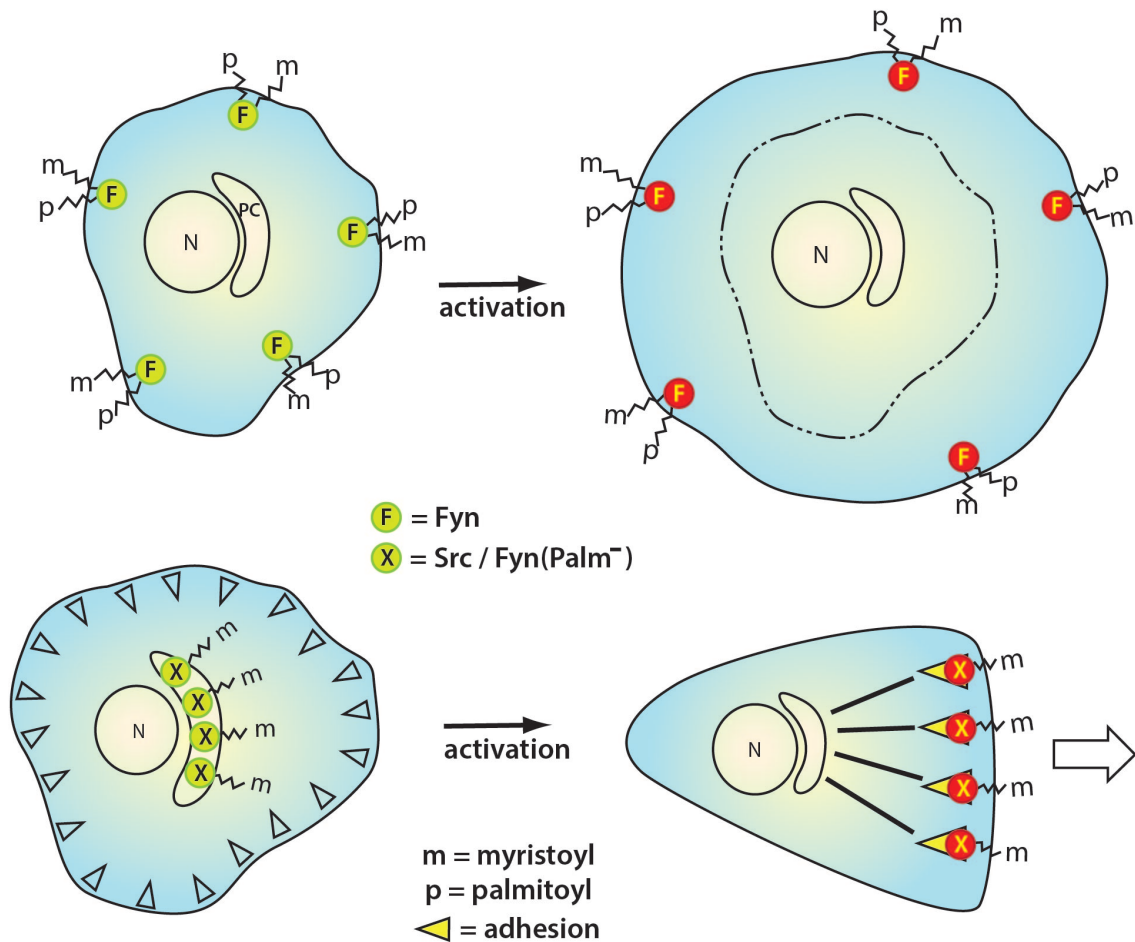 p m
m
p
F
F
N
PC
F
p
m
F
m
p
F
p
m
activation
p m
F
m
p
F
F
p
m
N
F
m
p
F
p
m
F = Fyn
X = Src / Fyn(Palm⁻)
m
X
m
X
X
m
N
X
m
activation
m = myristoyl
p = palmitoyl
= adhesion
X m
X m
N
X m
X m